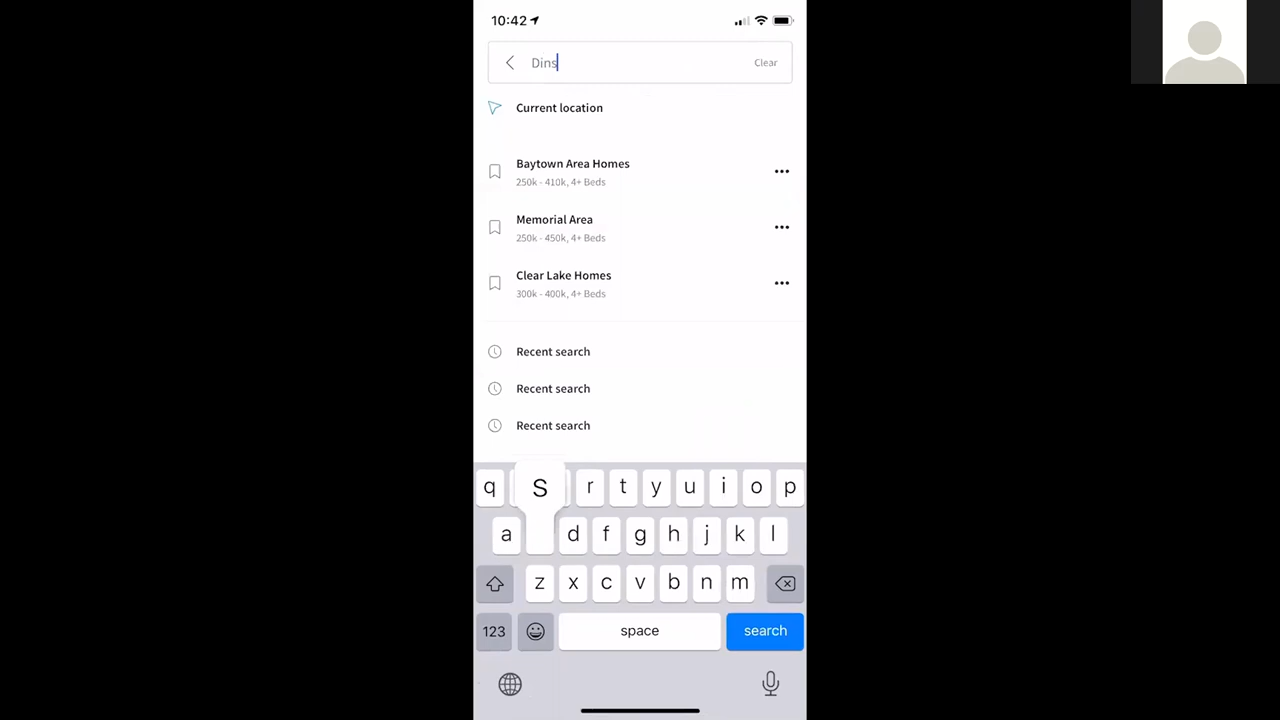 10:42
Dins
Clear
Current location
Baytown Area Homes
250k - 410k, 4+ Beds
Memorial Area
250k - 450k, 4+ Beds
Clear Lake Homes
300k - 400k, 4+ Beds
Recent search
Recent search
Recent search
q S r t y u i o p
a d f g h j k l
z x c v b n m
123 space search